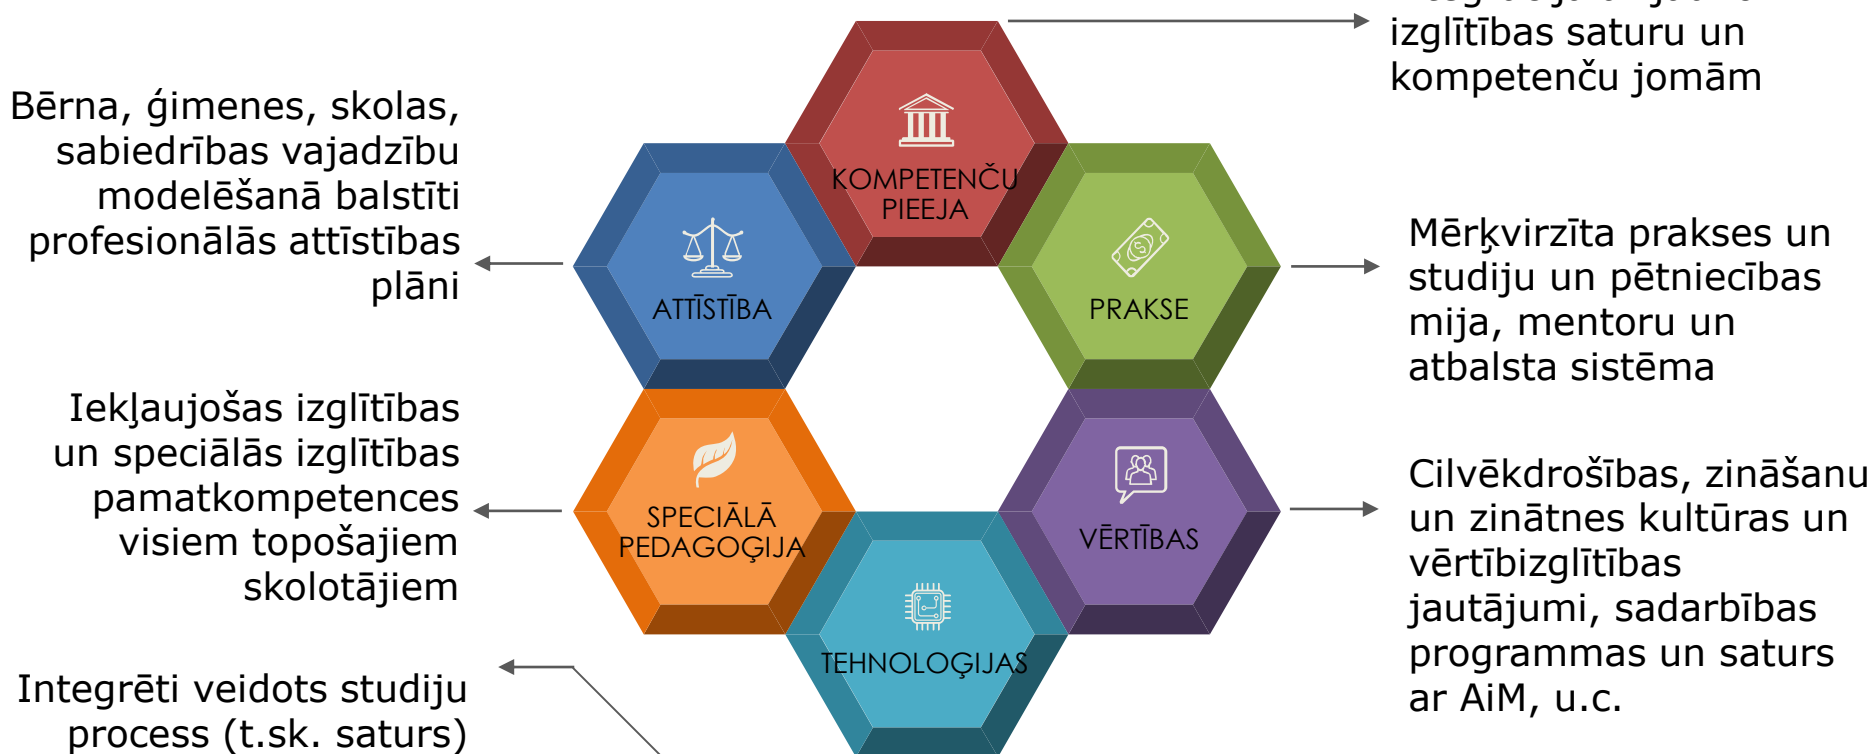 izglītības saturu un
kompetenču jomām
Bērna, ģimenes, skolas,
sabiedrības vajadzību
modelēšanā balstīti
profesionālās attīstības
plāni
KOMPETENČU
PIEEJA
ATTĪSTĪBA
PRAKSE
Mērķvirzīta prakses un
studiju un pētniecības
mija, mentoru un
atbalsta sistēma
Iekļaujošas izglītības
un speciālās izglītības
pamatkompetences
visiem topošajiem
skolotājiem
SPECIĀLĀ
PEDAGOĢIJA
VĒRTĪBAS
Cilvēkdrošības, zināšanu
un zinātnes kultūras un
vērtībizglītības
jautājumi, sadarbības
programmas un saturs
ar AiM, u.c.
TEHNOLOĢIJAS
Integrēti veidots studiju
process (t.sk. saturs)